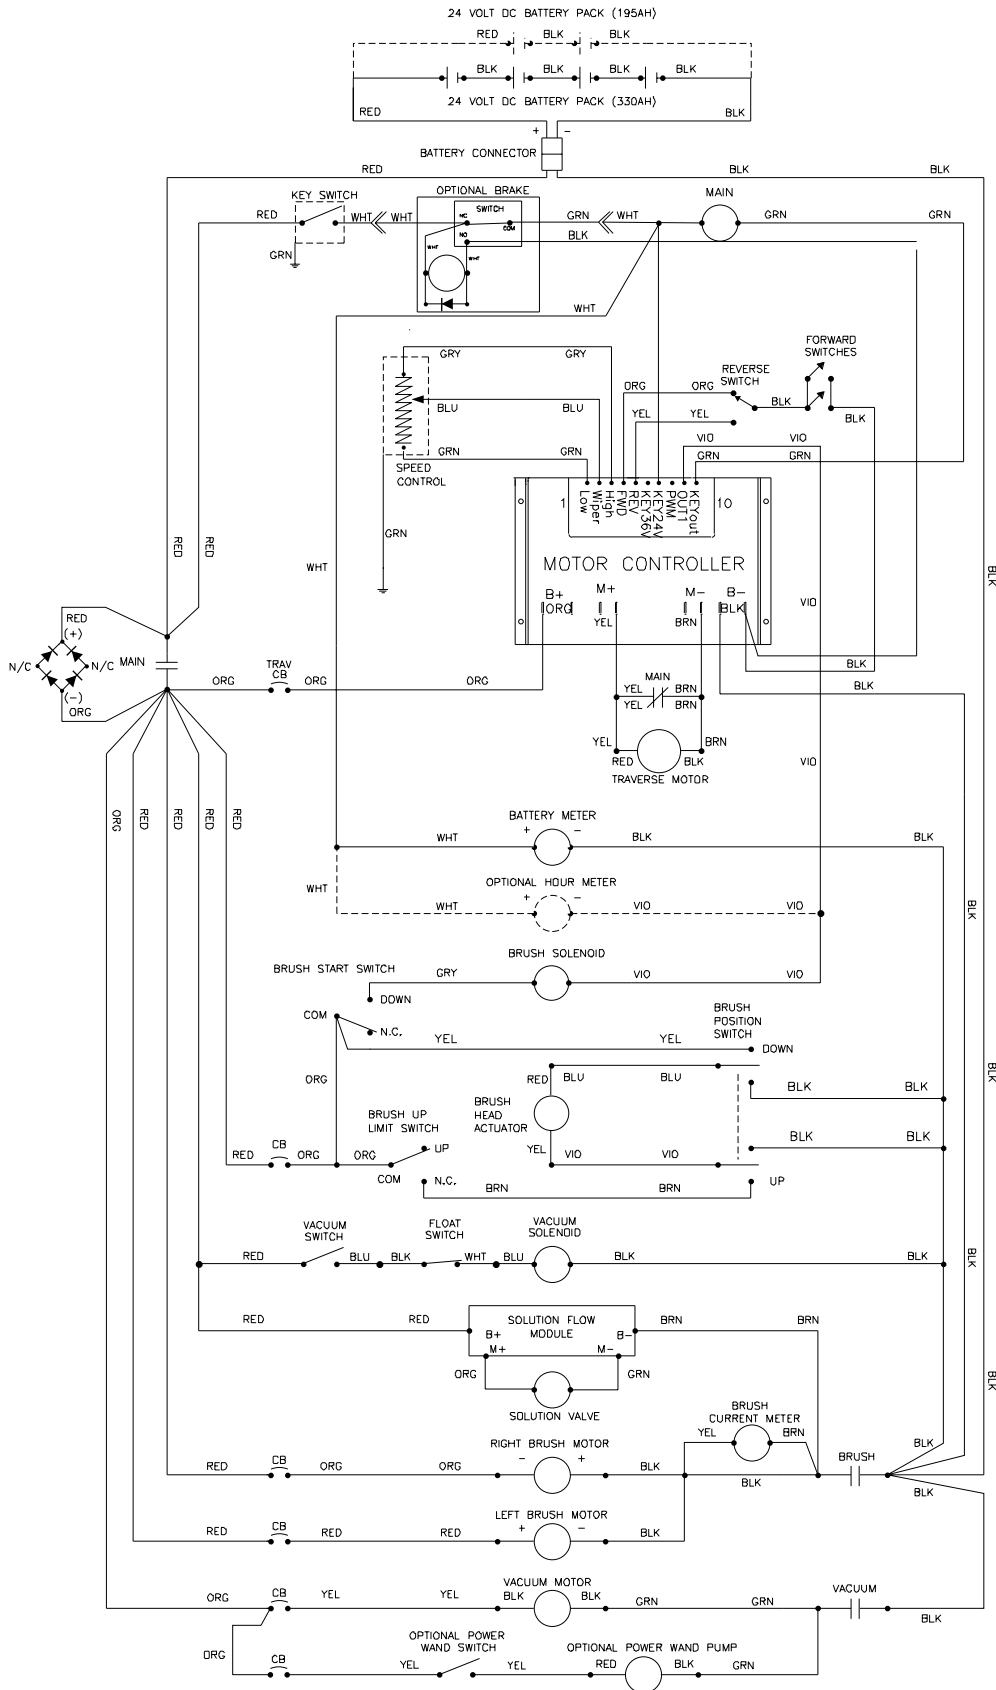 24 VOLT DC BATTERY PACK (195AH)
RED BLK BLK
BLK BLK BLK BLK
24 VOLT DC BATTERY PACK (330AH)
RED BLK
+ −
BATTERY CONNECTOR
RED BLK BLK
KEY SWITCH OPTIONAL BRAKE MAIN
RED WHT WHT NC SWITCH COM GRN WHT GRN GRN
NO BLK
GRN WHT WHT
WHT
FORWARD
SWITCHES
GRY GRY REVERSE
SWITCH
ORG ORG
BLU BLU YEL YEL BLK BLK
VIO VIO
GRN GRN GRN GRN
SPEED
CONTROL
1 Low Wiper High FWD REV KEY36V KEY24V PWM OUT1 KEYout 10
GRN
RED RED WHT MOTOR CONTROLLER BLK
B+ M+ M- B-
ORG BLK VIO
YEL BRN
RED
(+)
N/C N/C MAIN
TRAV
CB
ORG ORG ORG
BLK
BLK
(-)
ORG
MAIN
YEL BRN
YEL BRN
YEL BRN
RED BLK
TRAVERSE MOTOR
VIO
ORG RED RED RED RED
BATTERY METER
WHT + − BLK BLK
WHT OPTIONAL HOUR METER
WHT + − VIO VIO
BLK
BRUSH SOLENOID
BRUSH START SWITCH
GRY VIO VIO
DOWN
COM N.C.
BRUSH
POSITION
SWITCH
YEL YEL DOWN
BLK
ORG RED BLU BLU BLK BLK
BRUSH UP
LIMIT SWITCH
BRUSH
HEAD
ACTUATOR
CB UP YEL VIO VIO BLK BLK
RED ORG ORG
COM N.C. BRN BRN UP
VACUUM
SWITCH
FLOAT
SWITCH
VACUUM
SOLENOID
RED BLU BLK WHT BLU BLK BLK
BLK
RED RED SOLUTION FLOW
MODULE
BRN BRN
B+ B-
M+ M-
ORG GRN
BLK
SOLUTION VALVE
BRUSH
CURRENT METER
YEL BRN
RIGHT BRUSH MOTOR
CB BRUSH BLK
RED ORG ORG − + BLK BLK
BLK
LEFT BRUSH MOTOR
CB
RED RED RED + − BLK
VACUUM MOTOR
CB VACUUM
ORG YEL YEL BLK BLK GRN GRN BLK
OPTIONAL POWER
WAND SWITCH
OPTIONAL POWER WAND PUMP
ORG CB YEL YEL RED BLK GRN